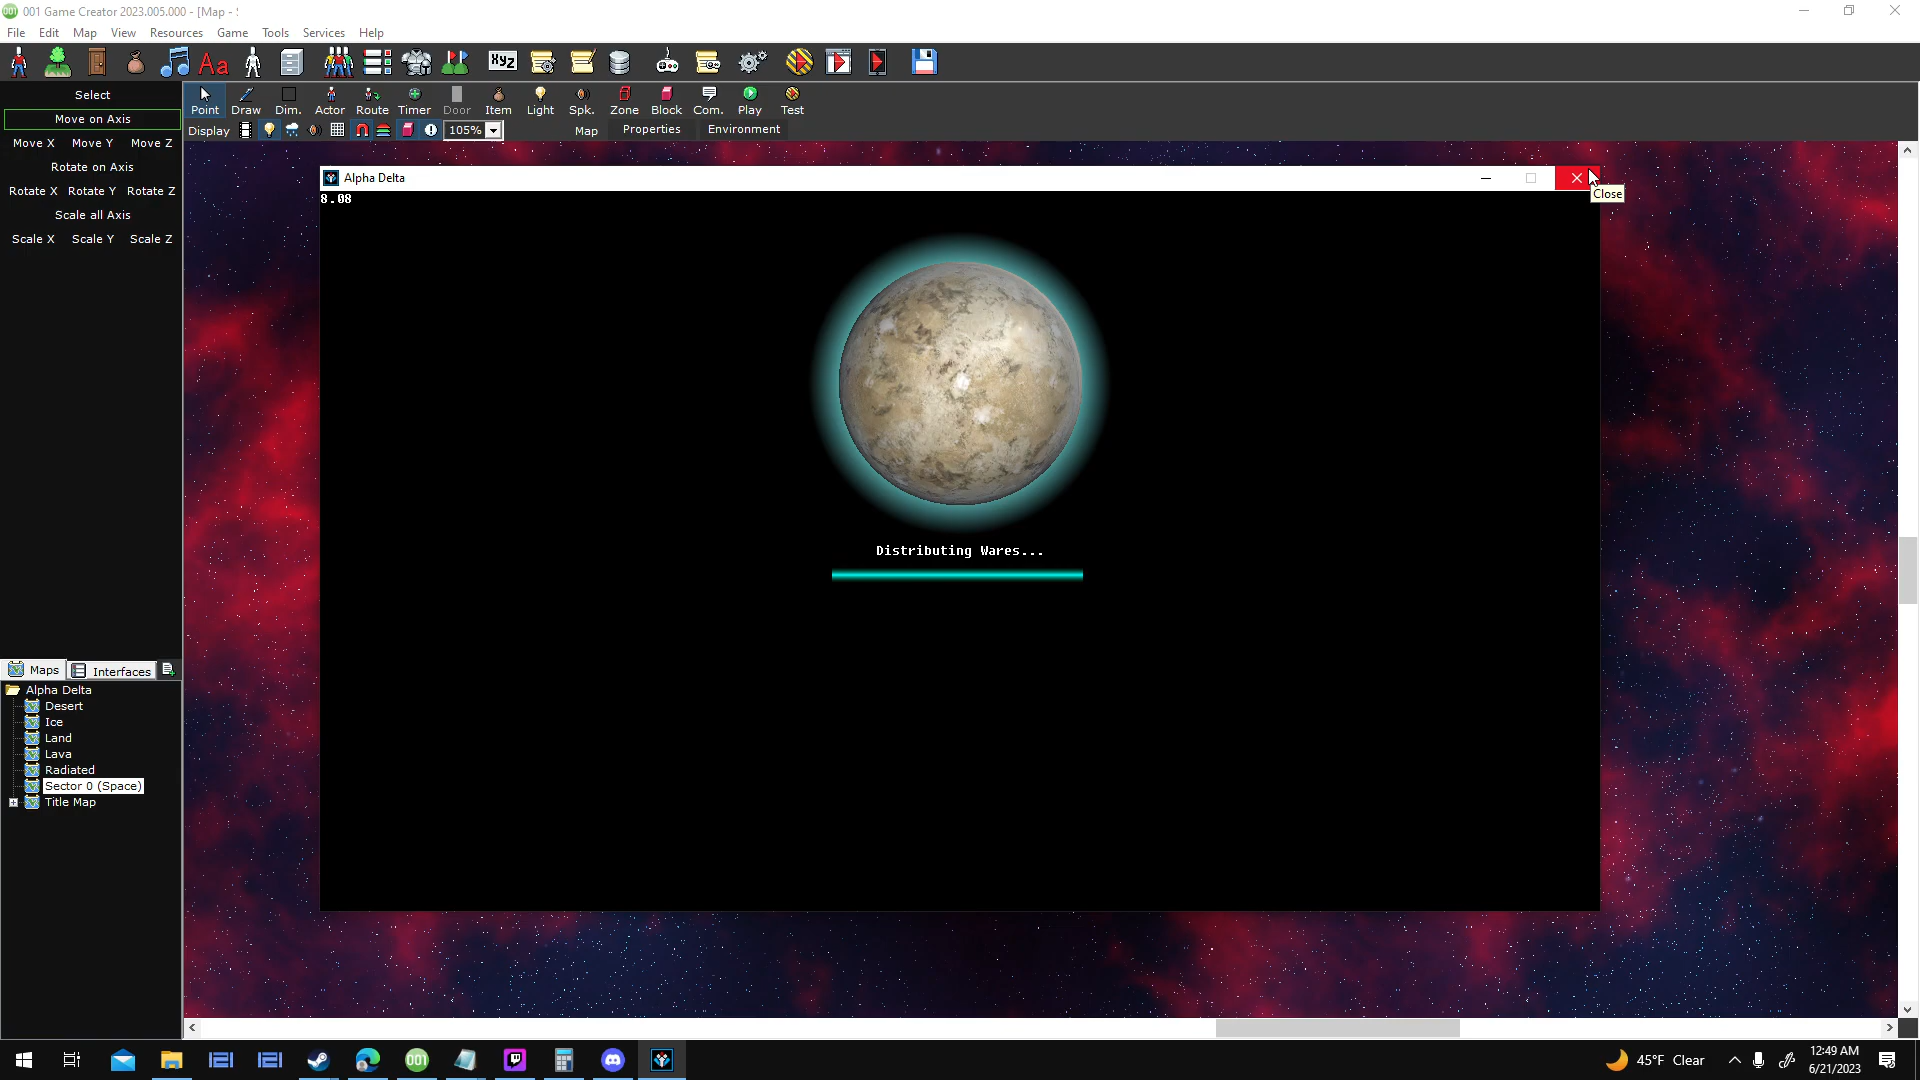 001 Game Creator 2023.005.000 - [Map - :
File Edit Map View Resources Game Tools Services Help
Aa
XYZ
Select
Point Draw Dim. Actor Route Timer Door Item Light Spk. Zone Block Com. Play Test
Move on Axis
Display 105% Map Properties Environment
Move X Move Y Move Z
Rotate on Axis
Rotate X Rotate Y Rotate Z
Scale all Axis
Scale X Scale Y Scale Z
Alpha Delta
Close
8.08
Distributing Wares...
Maps Interfaces
Alpha Delta
Desert
Ice
Land
Lava
Radiated
Sector 0 (Space)
Title Map
001
45°F Clear
12:49 AM
6/21/2023